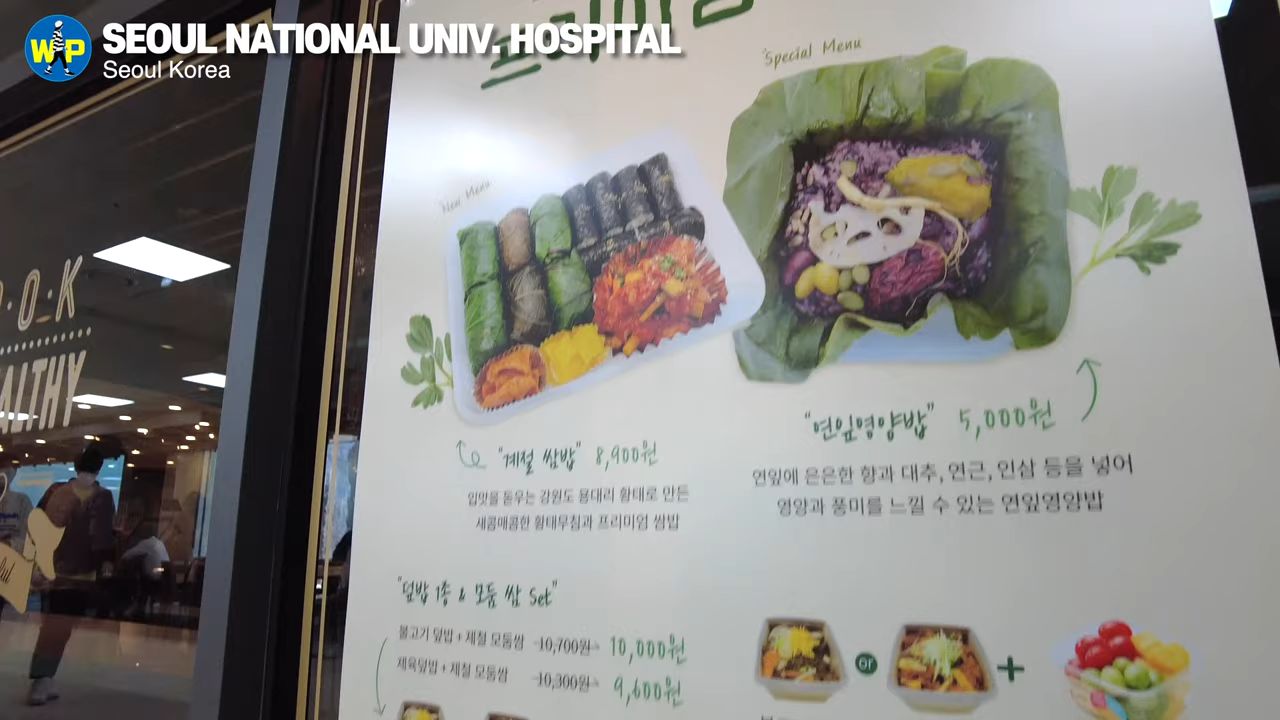 WP
SEOUL NATIONAL UNIV. HOSPITAL
Seoul Korea
프리미엄
Special Menu
New Menu
O·K
HEALTHY
"연잎영양밥" 5,000원
연잎에 은은한 향과 대추, 연근, 인삼 등을 넣어
영양과 풍미를 느낄 수 있는 연잎영양밥
"계절 쌈밥" 8,900원
입맛을 돋우는 강원도 용대리 황태로 만든
새콤매콤한 황태무침과 프리미엄 쌈밥
"덮밥 1종 & 모둠 쌈 Set"
불고기 덮밥 + 제철 모둠쌈 10,700원 10,000원
제육덮밥 + 제철 모둠쌈 10,300원 9,600원
or
+